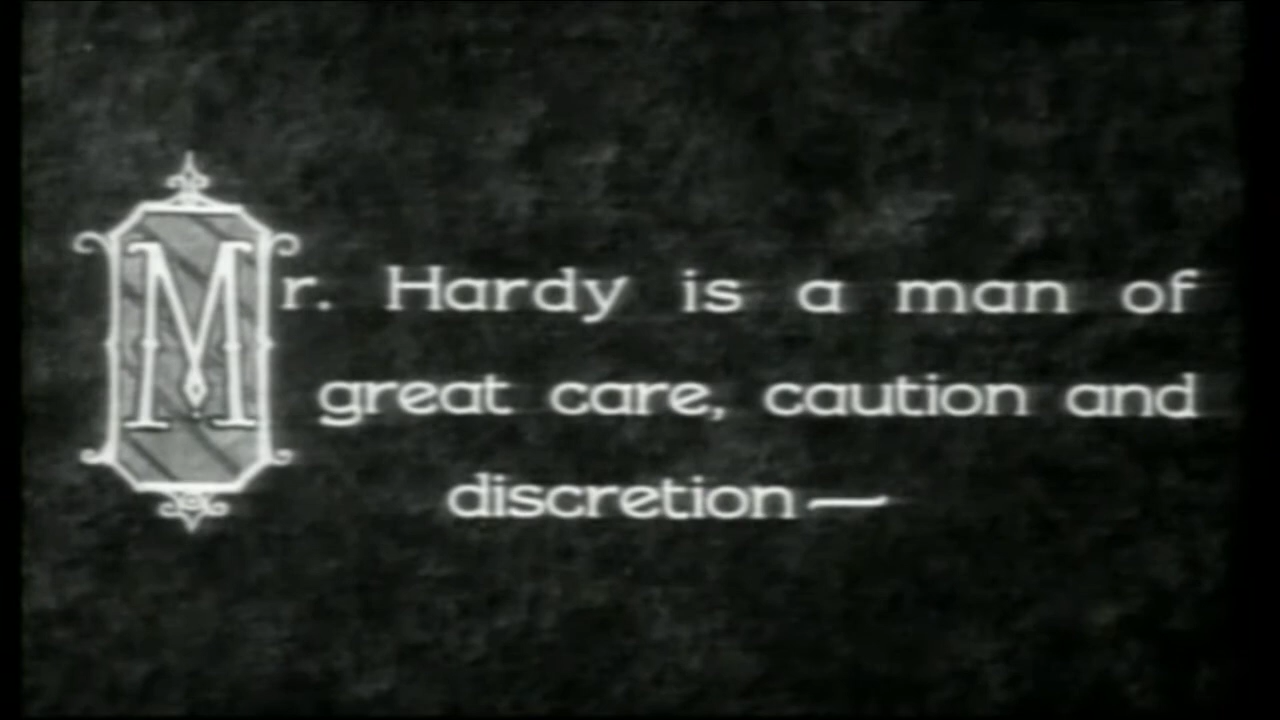 Mr. Hardy is a man of
great care, caution and
discretion—